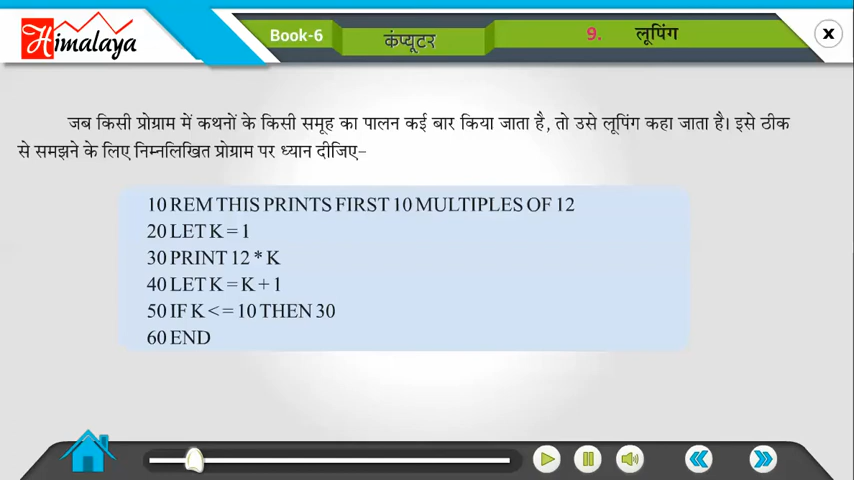 Himalaya
Book-6
कंप्यूटर
9. लूपिंग
X
जब किसी प्रोग्राम में कथनों के किसी समूह का पालन कई बार किया जाता है, तो उसे लूपिंग कहा जाता है। इसे ठीक
से समझने के लिए निम्नलिखित प्रोग्राम पर ध्यान दीजिए–
10 REM THIS PRINTS FIRST 10 MULTIPLES OF 12
20 LET K = 1
30 PRINT 12 * K
40 LET K = K + 1
50 IF K < = 10 THEN 30
60 END